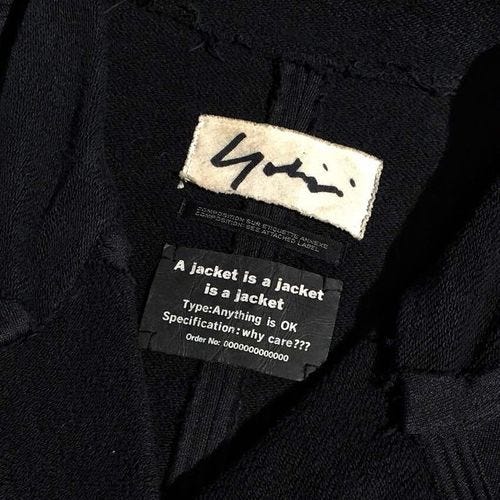 Yohji
COMPOSITION SUR ETIQUETTE ANNEXE
COMPOSITION: SEE ATTACHED LABEL
A jacket is a jacket
is a jacket
Type:Anything is OK
Specification:why care???
Order No: 0000000000000